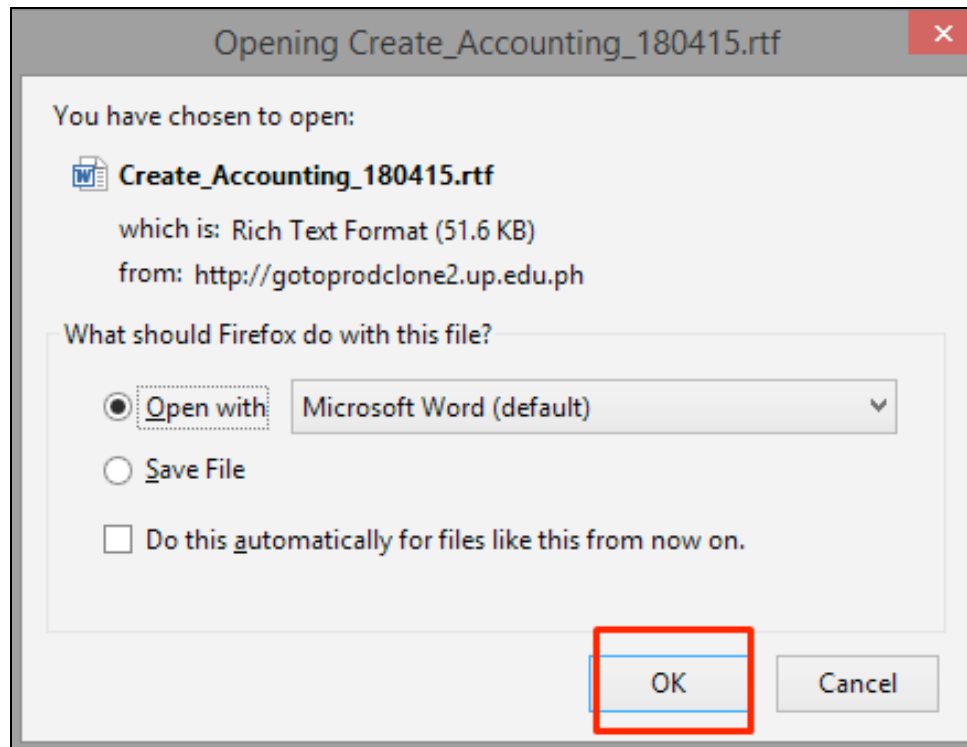 Opening Create_Accounting_180415.rtf
You have chosen to open:
Create_Accounting_180415.rtf
which is: Rich Text Format (51.6 KB)
from: http://gotoprodclone2.up.edu.ph
What should Firefox do with this file?
Open with Microsoft Word (default)
Save File
Do this automatically for files like this from now on.
OK Cancel